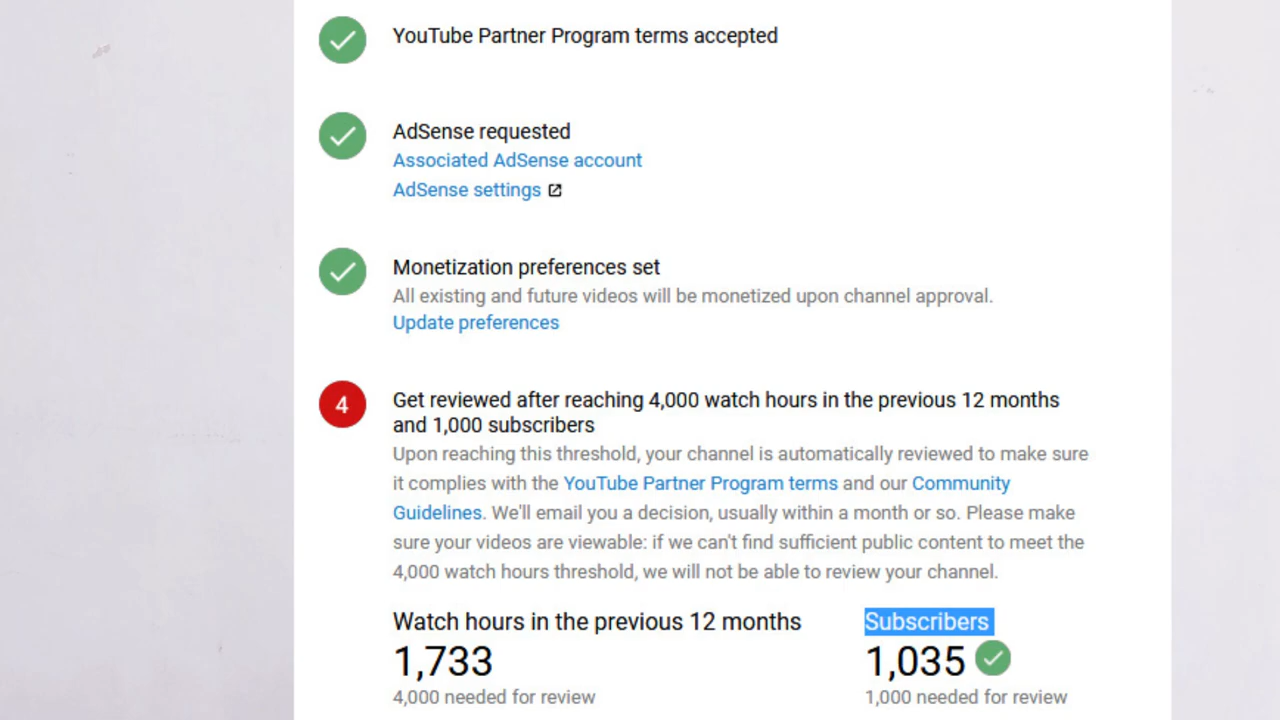 YouTube Partner Program terms accepted
AdSense requested
Associated AdSense account
AdSense settings
Monetization preferences set
All existing and future videos will be monetized upon channel approval.
Update preferences
4
Get reviewed after reaching 4,000 watch hours in the previous 12 months
and 1,000 subscribers
Upon reaching this threshold, your channel is automatically reviewed to make sure
it complies with the YouTube Partner Program terms and our Community
Guidelines. We'll email you a decision, usually within a month or so. Please make
sure your videos are viewable: if we can't find sufficient public content to meet the
4,000 watch hours threshold, we will not be able to review your channel.
Watch hours in the previous 12 months
1,733
4,000 needed for review
Subscribers
1,035
1,000 needed for review